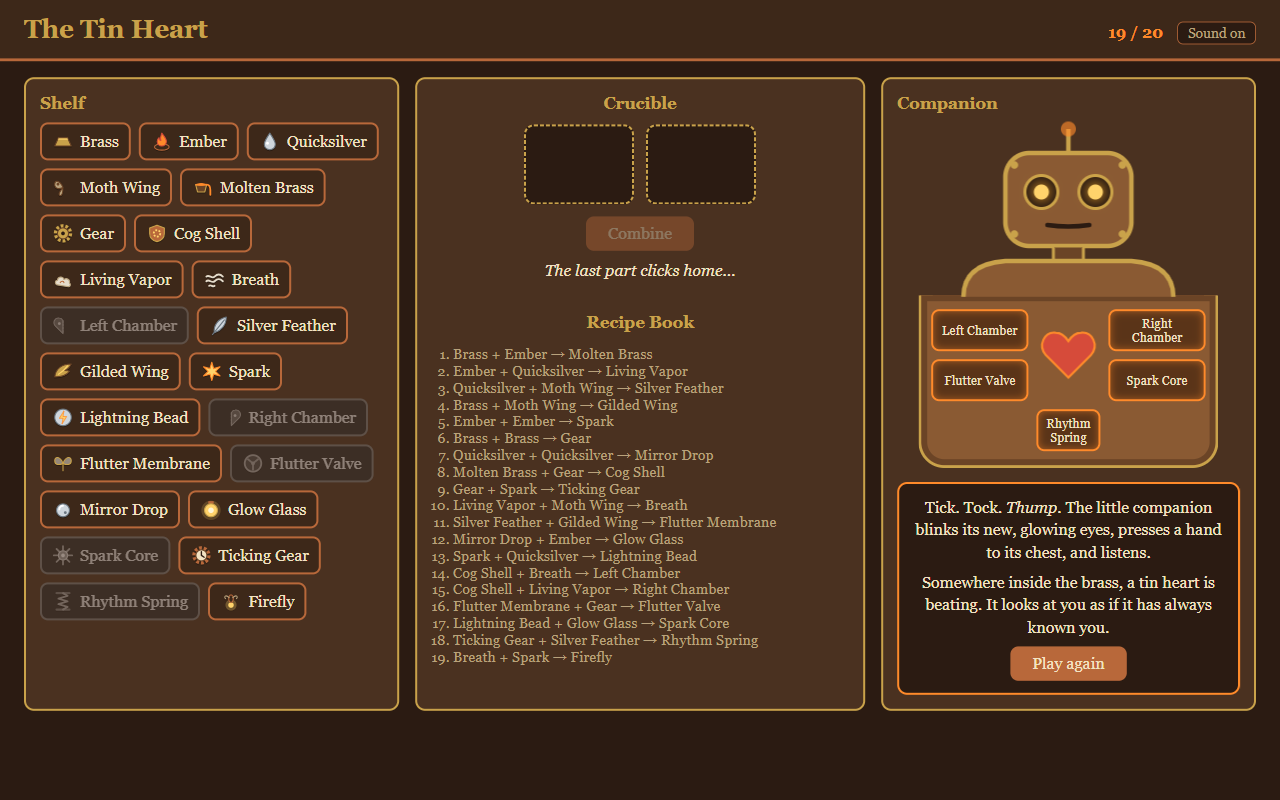 The Tin Heart
19 / 20
Sound on
Shelf
Brass
Ember
Quicksilver
Moth Wing
Molten Brass
Gear
Cog Shell
Living Vapor
Breath
Left Chamber
Silver Feather
Gilded Wing
Spark
Lightning Bead
Right Chamber
Flutter Membrane
Flutter Valve
Mirror Drop
Glow Glass
Spark Core
Ticking Gear
Rhythm Spring
Firefly
Crucible
Combine
The last part clicks home...
Recipe Book
1. Brass + Ember → Molten Brass
2. Ember + Quicksilver → Living Vapor
3. Quicksilver + Moth Wing → Silver Feather
4. Brass + Moth Wing → Gilded Wing
5. Ember + Ember → Spark
6. Brass + Brass → Gear
7. Quicksilver + Quicksilver → Mirror Drop
8. Molten Brass + Gear → Cog Shell
9. Gear + Spark → Ticking Gear
10. Living Vapor + Moth Wing → Breath
11. Silver Feather + Gilded Wing → Flutter Membrane
12. Mirror Drop + Ember → Glow Glass
13. Spark + Quicksilver → Lightning Bead
14. Cog Shell + Breath → Left Chamber
15. Cog Shell + Living Vapor → Right Chamber
16. Flutter Membrane + Gear → Flutter Valve
17. Lightning Bead + Glow Glass → Spark Core
18. Ticking Gear + Silver Feather → Rhythm Spring
19. Breath + Spark → Firefly
Companion
Left Chamber
Right
Chamber
Flutter Valve
Spark Core
Rhythm
Spring
Tick. Tock. Thump. The little companion
blinks its new, glowing eyes, presses a hand
to its chest, and listens.
Somewhere inside the brass, a tin heart is
beating. It looks at you as if it has always
known you.
Play again